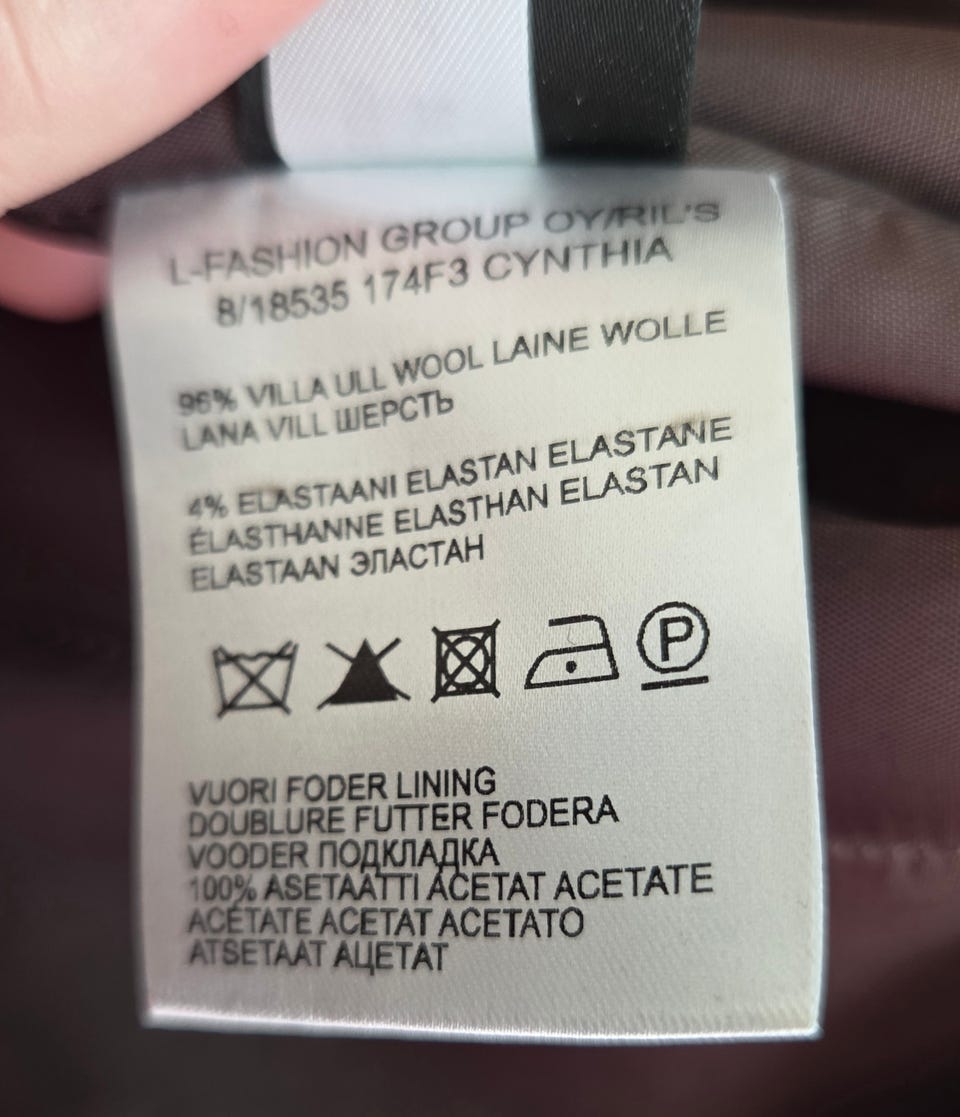 L-FASHION GROUP OY/RIL'S
8/18535 174F3 CYNTHIA
96% VILLA ULL WOOL LAINE WOLLE
LANA VILL ШЕРСТЬ
4% ELASTAANI ELASTAN ELASTANE
ÉLASTHANNE ELASTHAN ELASTAN
ELASTAAN ЭЛАСТАН
P
VUORI FODER LINING
DOUBLURE FUTTER FODERA
VOODER ПОДКЛАДКА
100% ASETAATTI ACETAT ACETATE
ACÉTATE ACETAT ACETATO
ATSETAAT АЦЕТАТ